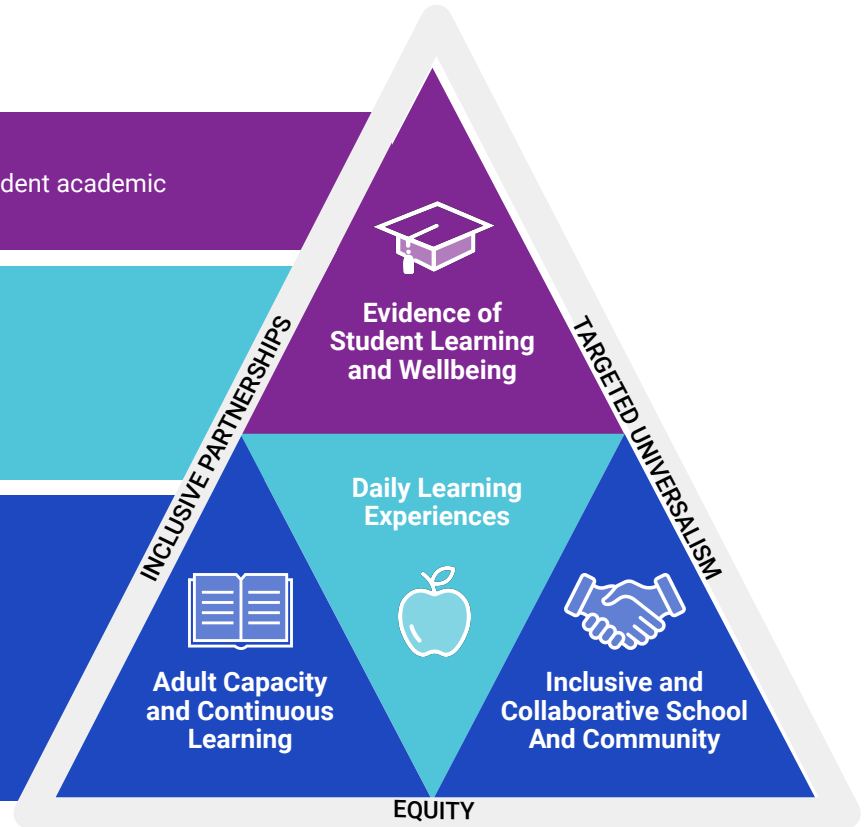 dent academic
Evidence of
Student Learning
and Wellbeing
INCLUSIVE PARTNERSHIPS
TARGETED UNIVERSALISM
Daily Learning
Experiences
Adult Capacity
and Continuous
Learning
Inclusive and
Collaborative School
And Community
EQUITY